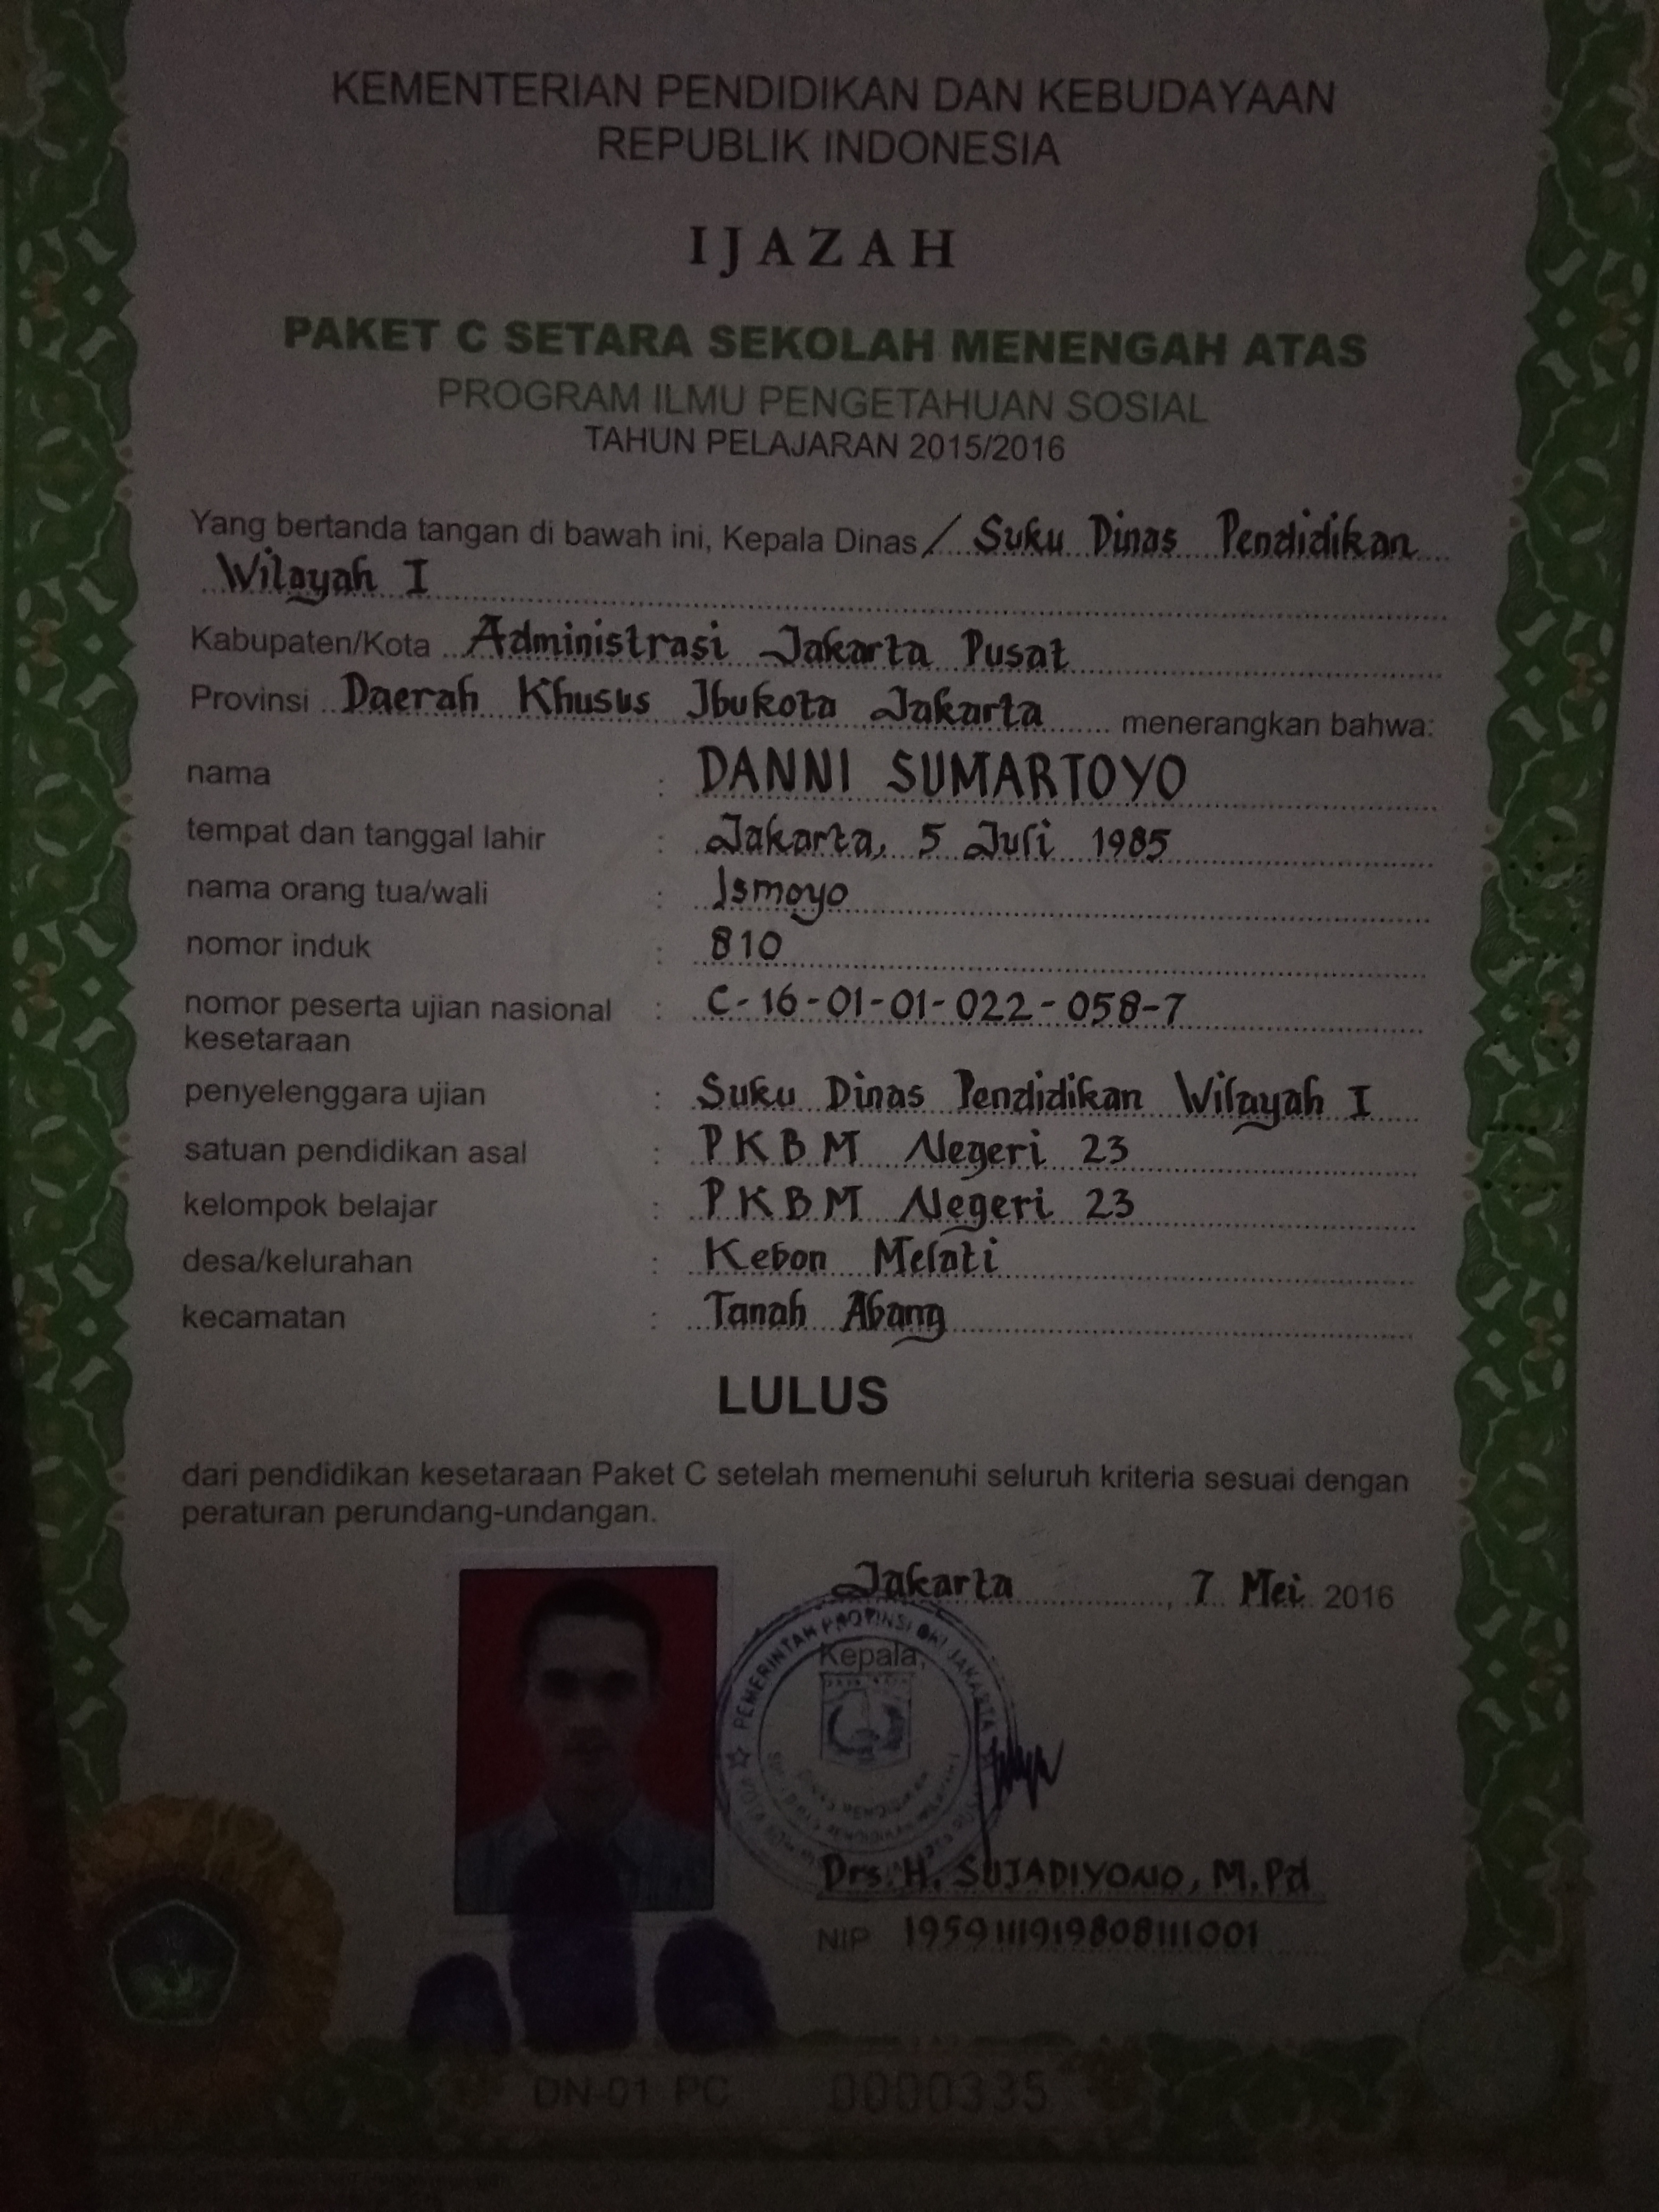 KEMENTERIAN PENDIDIKAN DAN KEBUDAYAAN
REPUBLIK INDONESIA
IJAZAH
PAKET C SETARA SEKOLAH MENENGAH ATAS
PROGRAM ILMU PENGETAHUAN SOSIAL
TAHUN PELAJARAN 2015/2016
Yang bertanda tangan di bawah ini, Kepala Dinas / Suku Dinas Pendidikan
Wilayah I
Kabupaten/Kota Administrasi Jakarta Pusat
Provinsi Daerah Khusus Ibukota Jakarta menerangkan bahwa:
nama : DANNI SUMARTOYO
tempat dan tanggal lahir : Jakarta, 5 Juli 1985
nama orang tua/wali : Ismoyo
nomor induk : 810
nomor peserta ujian nasional : C-16-01-01-022-058-7
kesetaraan
penyelenggara ujian : Suku Dinas Pendidikan Wilayah I
satuan pendidikan asal : PKBM Negeri 23
kelompok belajar : PKBM Negeri 23
desa/kelurahan : Kebon Melati
kecamatan : Tanah Abang
LULUS
dari pendidikan kesetaraan Paket C setelah memenuhi seluruh kriteria sesuai dengan
peraturan perundang-undangan.
Jakarta, 7 Mei 2016
PEMERINTAH PROVINSI DKI JAKARTA
Kepala,
Drs. H. SUJADIYONO, M.Pd
NIP 195911191980811 1001
DN-01 PC 0000335